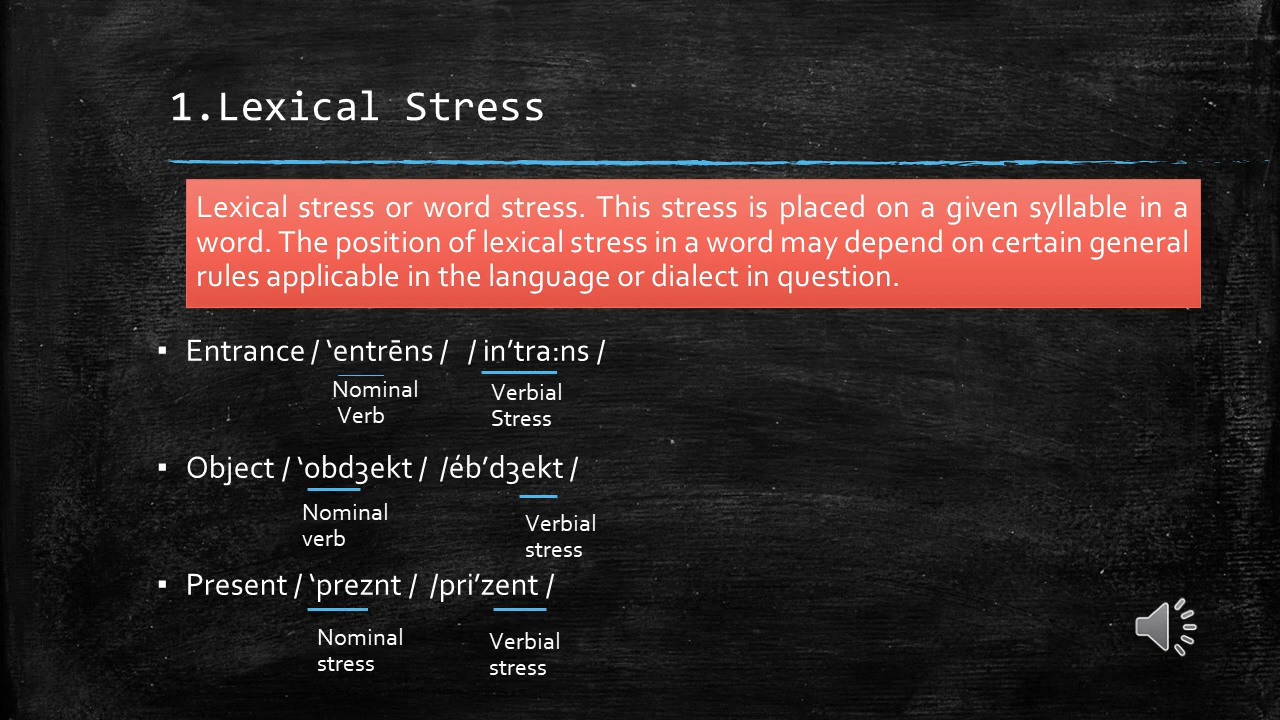 1.Lexical Stress
Lexical stress or word stress. This stress is placed on a given syllable in a
word. The position of lexical stress in a word may depend on certain general
rules applicable in the language or dialect in question.
▪ Entrance / ‘entrēns / / in’tra:ns /
Nominal Verbial
Verb Stress
▪ Object / ‘obdʒekt / /éb’dʒekt /
Nominal Verbial
verb stress
▪ Present / ‘preznt / /pri’zent /
Nominal Verbial
stress stress